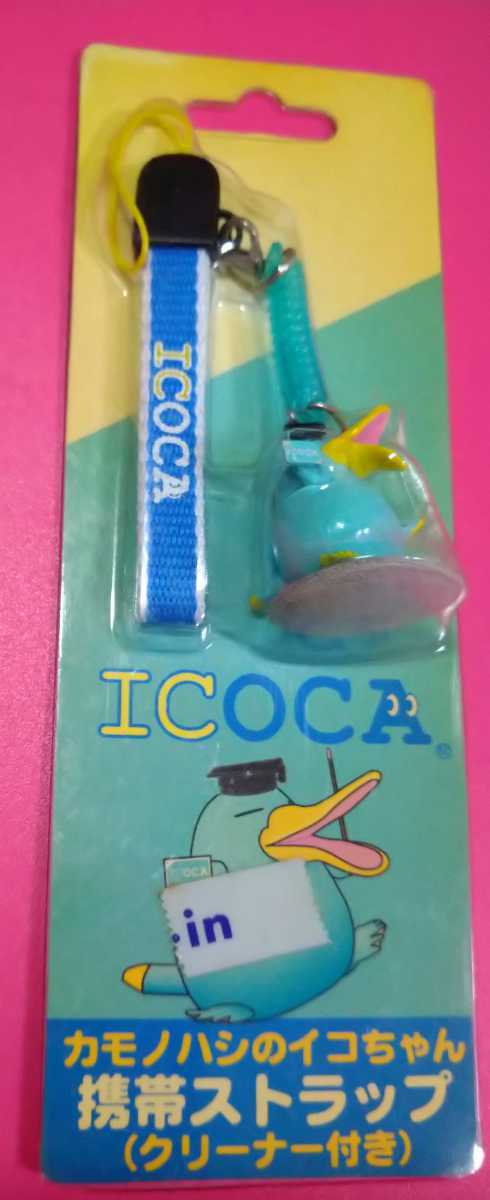 ICOCA
ICOCA®
OCA
.in
カモノハシのイコちゃん
携帯ストラップ
(クリーナー付き)